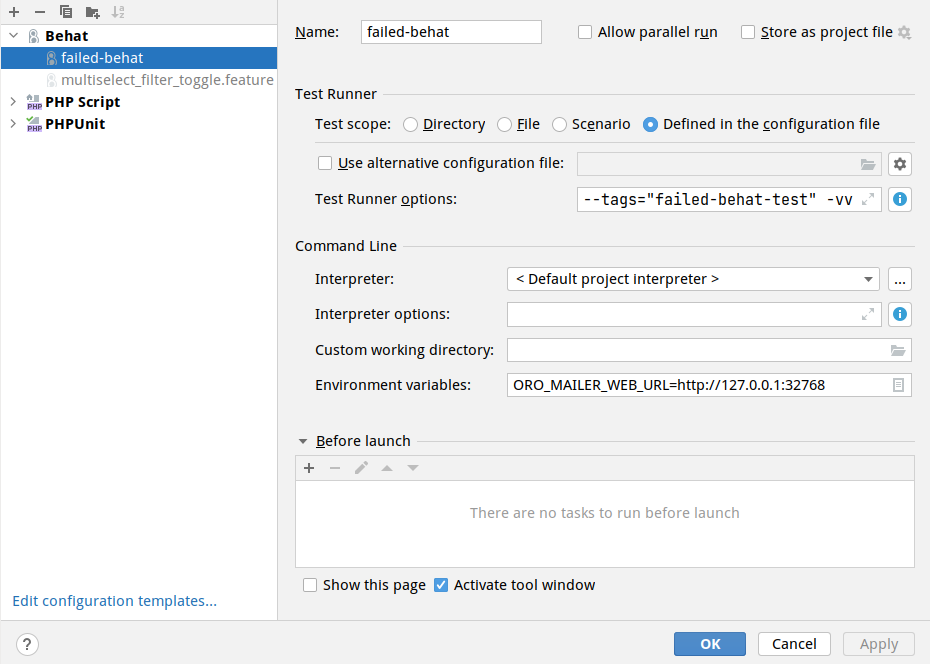 Behat
failed-behat
multiselect_filter_toggle.feature
PHP Script
PHPUnit
Edit configuration templates...
Name: failed-behat Allow parallel run Store as project file
Test Runner
Test scope: Directory File Scenario Defined in the configuration file
Use alternative configuration file:
Test Runner options: --tags="failed-behat-test" -vv
Command Line
Interpreter: < Default project interpreter > ...
Interpreter options:
Custom working directory:
Environment variables: ORO_MAILER_WEB_URL=http://127.0.0.1:32768
Before launch
There are no tasks to run before launch
Show this page Activate tool window
? OK Cancel Apply